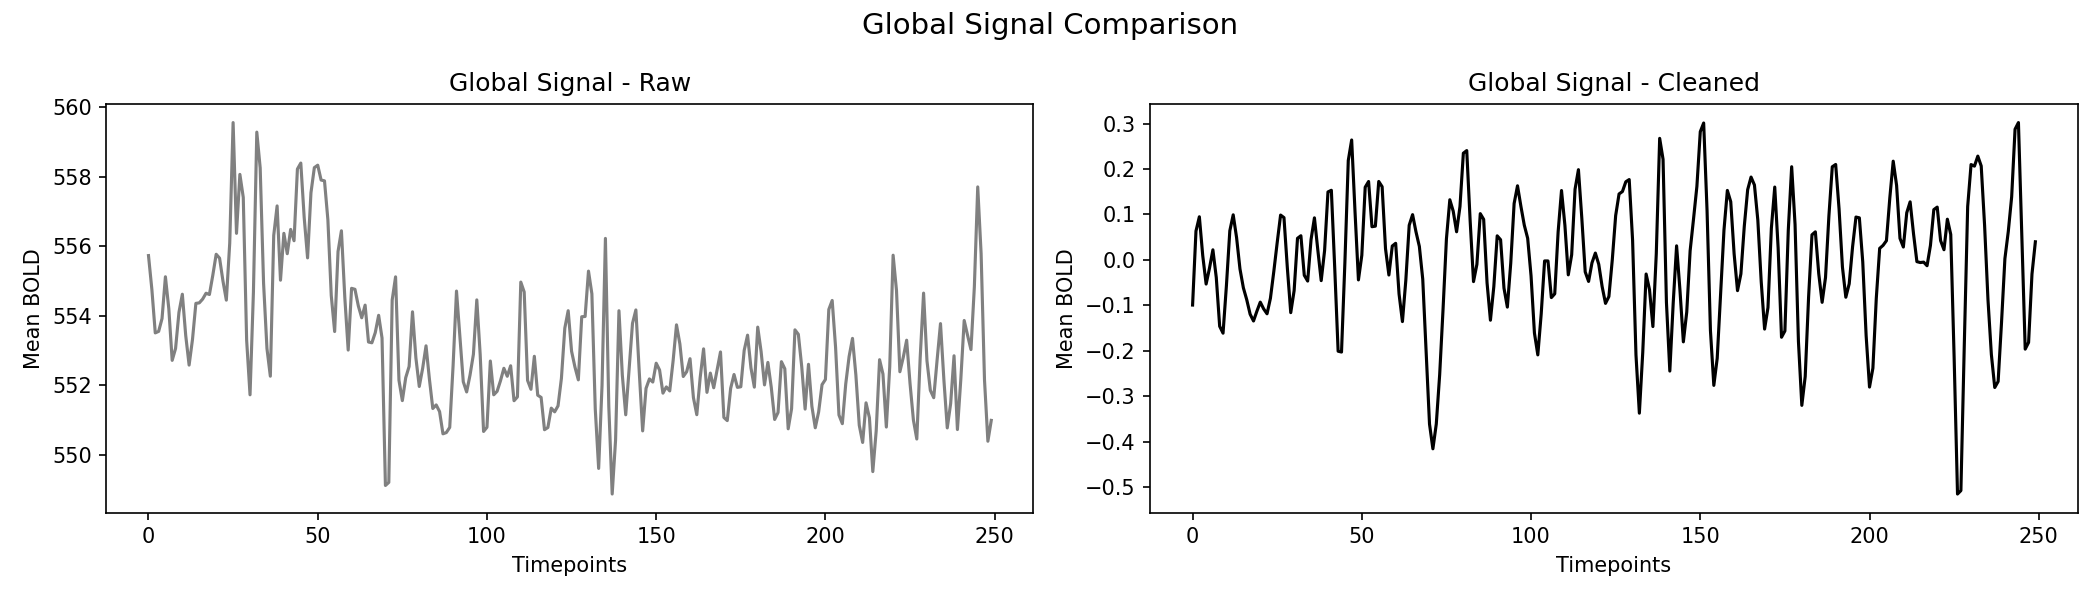 Global Signal Comparison
Global Signal - Raw
Mean BOLD
560
558
556
554
552
550
0 50 100 150 200 250
Timepoints
Global Signal - Cleaned
Mean BOLD
0.3
0.2
0.1
0.0
−0.1
−0.2
−0.3
−0.4
−0.5
0 50 100 150 200 250
Timepoints